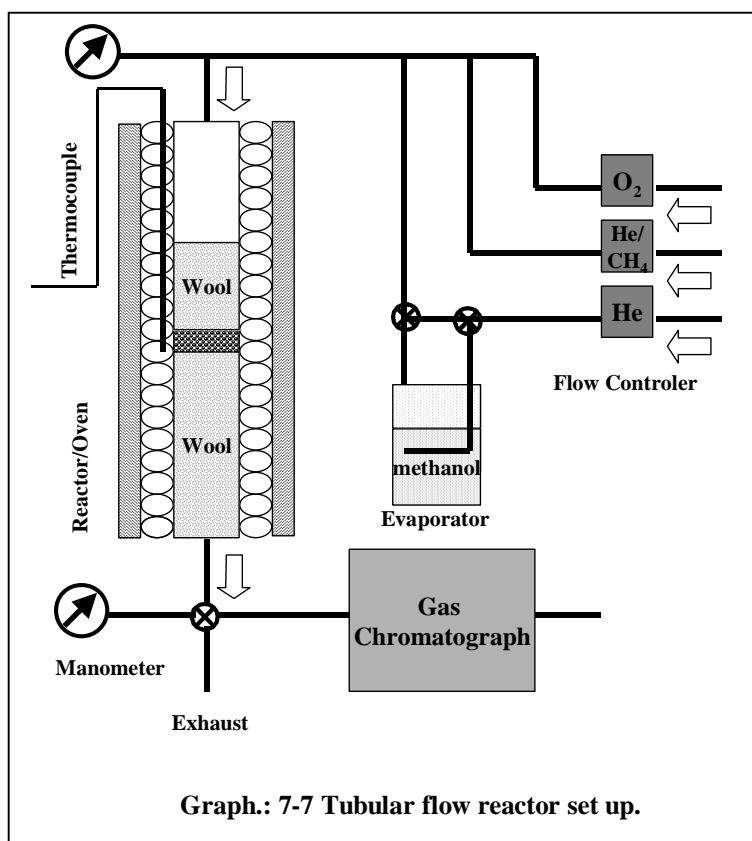 Thermocouple
Reactor/Oven
Wool
Wool
O2
He/
CH4
He
Flow Controler
methanol
Evaporator
Gas
Chromatograph
Manometer
Exhaust
Graph.: 7-7 Tubular flow reactor set up.